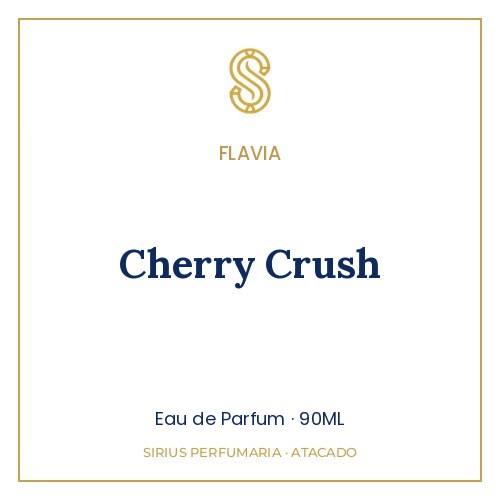 S
FLAVIA
Cherry Crush
Eau de Parfum · 90ML
SIRIUS PERFUMARIA · ATACADO